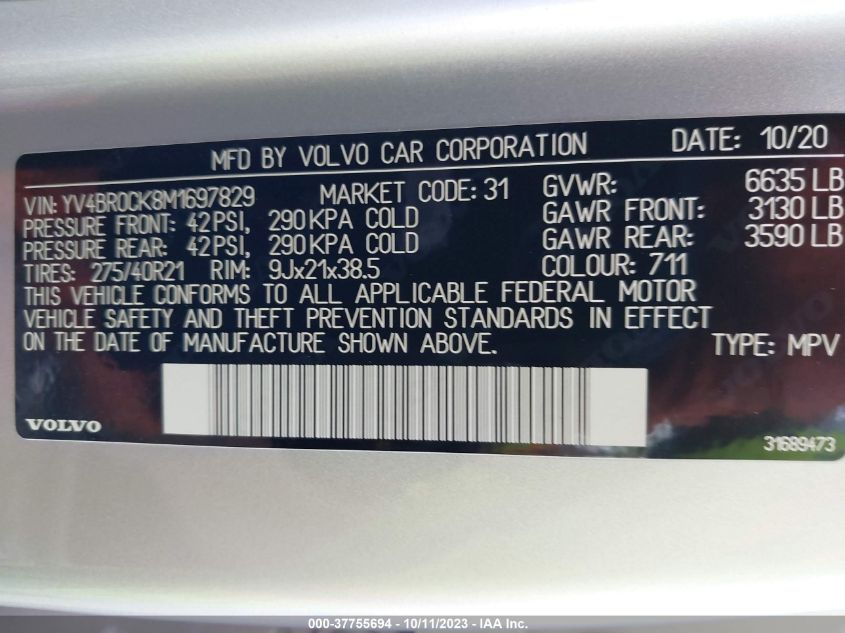 MFD BY VOLVO CAR CORPORATION DATE: 10/20
VIN: YV4BR0CK8M1697829 MARKET CODE: 31 GVWR: 6635 LB
PRESSURE FRONT: 42PSI, 290 KPA COLD GAWR FRONT: 3130 LB
PRESSURE REAR: 42PSI, 290 KPA COLD GAWR REAR: 3590 LB
TIRES: 275/40R21 RIM: 9Jx21x38.5 COLOUR: 711
THIS VEHICLE CONFORMS TO ALL APPLICABLE FEDERAL MOTOR
VEHICLE SAFETY AND THEFT PREVENTION STANDARDS IN EFFECT
ON THE DATE OF MANUFACTURE SHOWN ABOVE. TYPE: MPV
VOLVO 31689473
000-37755694 - 10/11/2023 - IAA Inc.